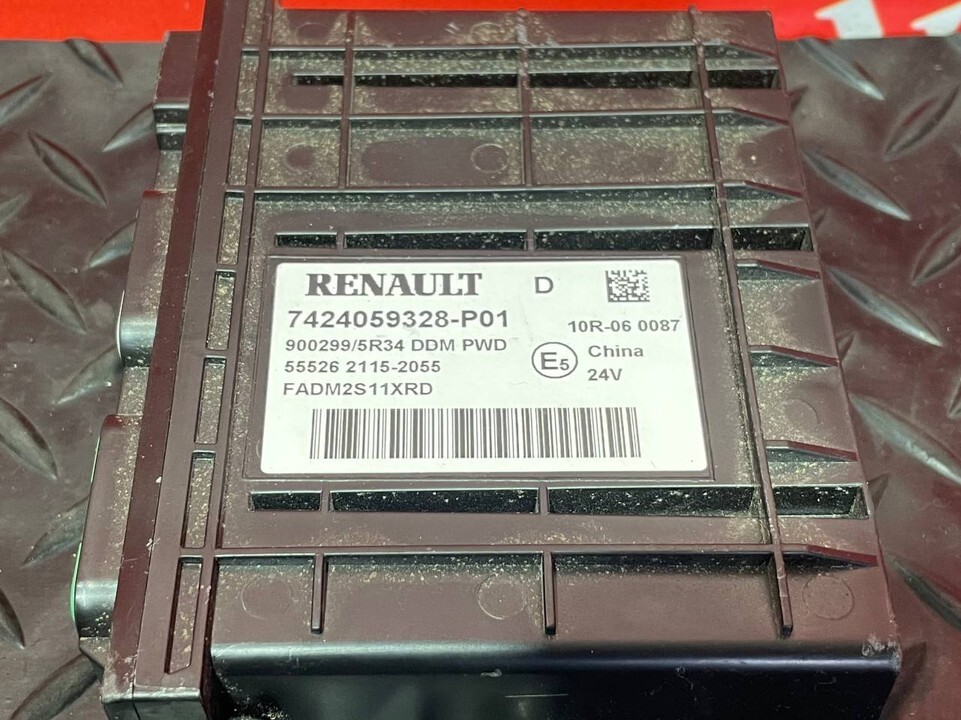 RENAULT D
7424059328-P01
10R-06 0087
900299/5R34 DDM PWD
E5 China
55526 2115-2055
24V
FADM2S11XRD